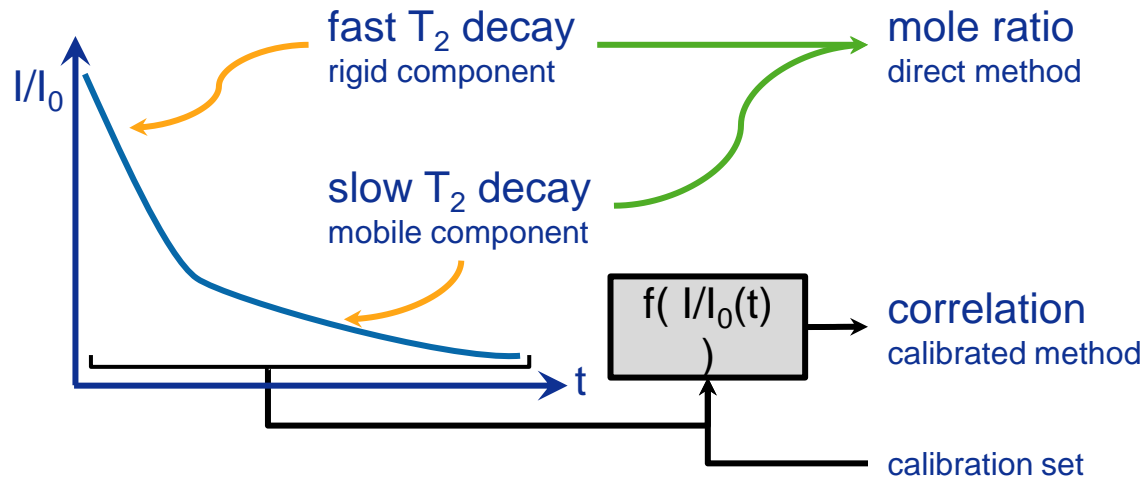 fast T₂ decay
rigid component
mole ratio
direct method
I/I₀
slow T₂ decay
mobile component
f( I/I₀(t)
)
correlation
calibrated method
t
calibration set